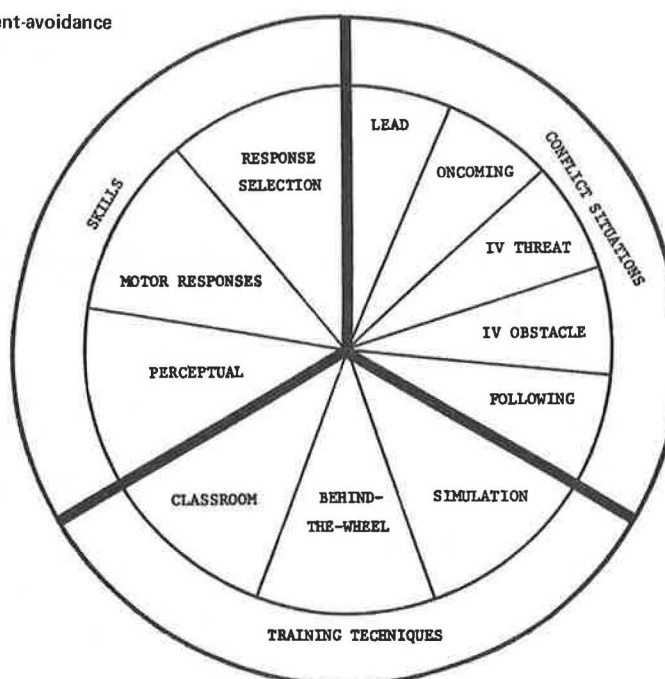 ent-avoidance
LEAD
ONCOMING
CONFLICT SITUATIONS
IV THREAT
IV OBSTACLE
FOLLOWING
SKILLS
RESPONSE
SELECTION
MOTOR RESPONSES
PERCEPTUAL
CLASSROOM
BEHIND-
THE-WHEEL
SIMULATION
TRAINING TECHNIQUES